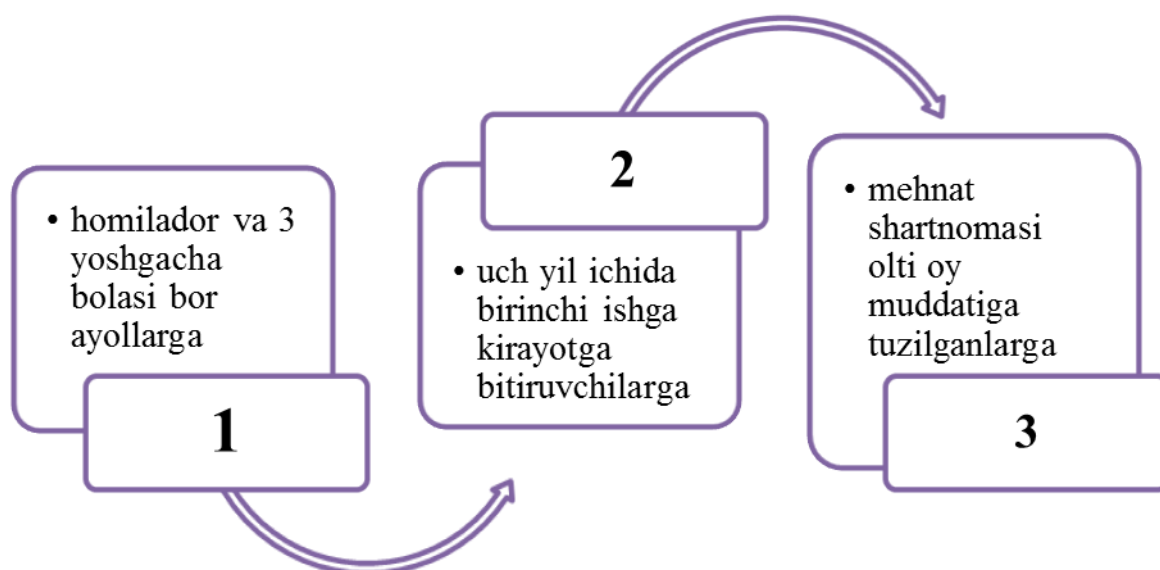 • homilador va 3
yoshgacha
bolasi bor
ayollarga
1
2
• uch yil ichida
birinchi ishga
kirayotga
bitiruvchilarga
• mehnat
shartnomasi
olti oy
muddatiga
tuzilganlarga
3